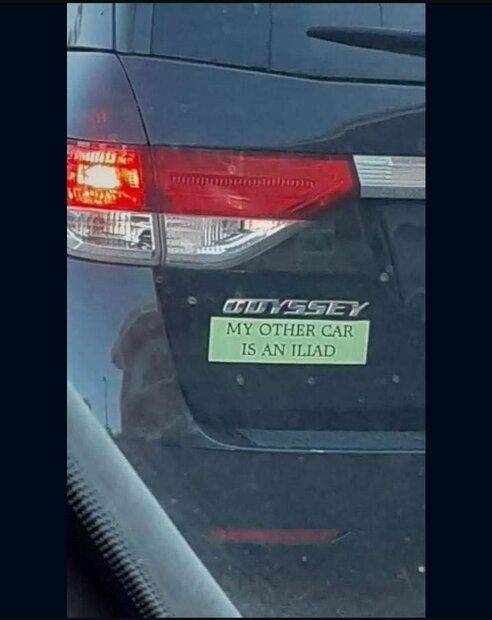 ODYSSEY
MY OTHER CAR
IS AN ILIAD